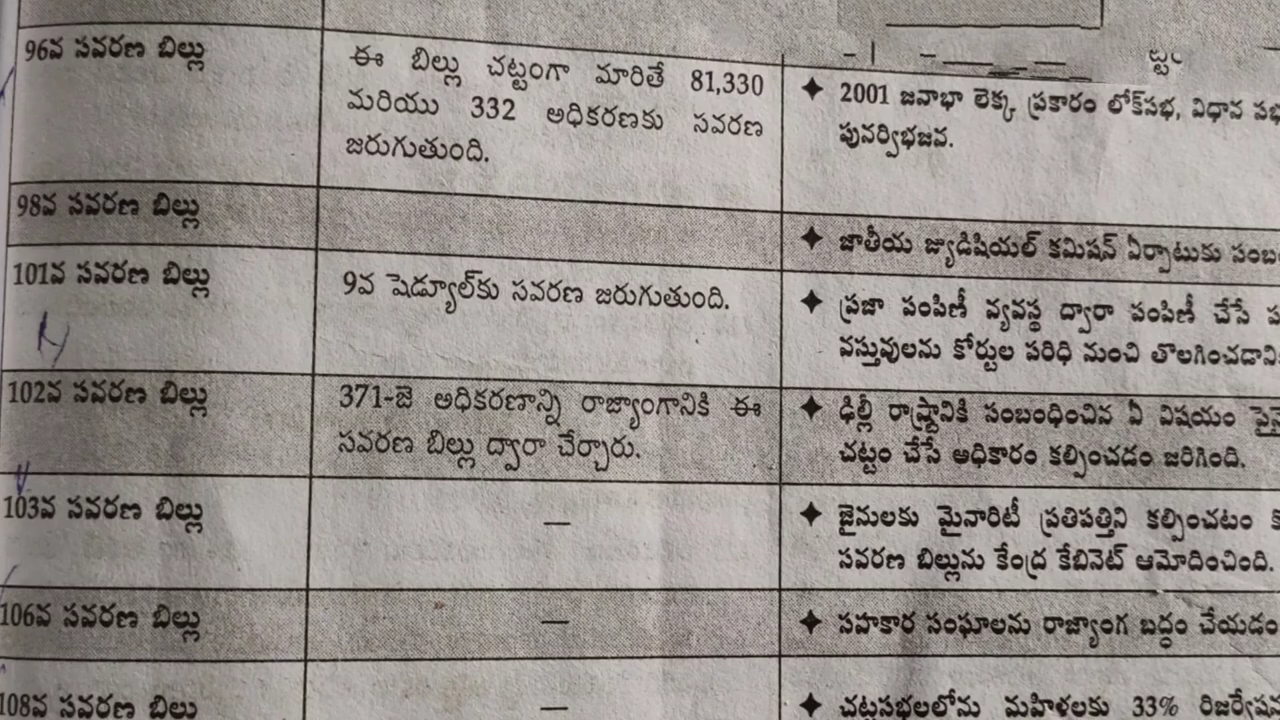 96వ సవరణ బిల్లు
ఈ బిల్లు చట్టంగా మారితే 81,330
మరియు 332 అధికరణకు సవరణ
జరుగుతుంది.
✦ 2001 జనాభా లెక్క ప్రకారం లోక్‌సభ, విధాన సభ
పునర్విభజన.
98వ సవరణ బిల్లు
✦ జాతీయ జ్యుడిషియల్ కమిషన్ ఏర్పాటుకు సంబ
101వ సవరణ బిల్లు
9వ షెడ్యూల్‌కు సవరణ జరుగుతుంది.
✦ ప్రజా పంపిణీ వ్యవస్థ ద్వారా పంపిణీ చేసే
వస్తువులను కోర్టుల పరిధి నుంచి తొలగించడాని
102వ సవరణ బిల్లు
371-జె అధికరణాన్ని రాజ్యాంగానికి ఈ
సవరణ బిల్లు ద్వారా చేర్చారు.
✦ ఢిల్లీ రాష్ట్రానికి సంబంధించిన ఏ విషయం పైనై
చట్టం చేసే అధికారం కల్పించడం జరిగింది.
103వ సవరణ బిల్లు
—
✦ జైనులకు మైనారిటీ ప్రతిపత్తిని కల్పించటం
సవరణ బిల్లును కేంద్ర కేబినెట్ ఆమోదించింది.
106వ సవరణ బిల్లు
—
✦ సహకార సంఘాలను రాజ్యాంగ బద్ధం చేయడం
108వ సవరణ బిల్లు
—
✦ చట్టసభలలోను మహిళలకు 33% రిజర్వేషన